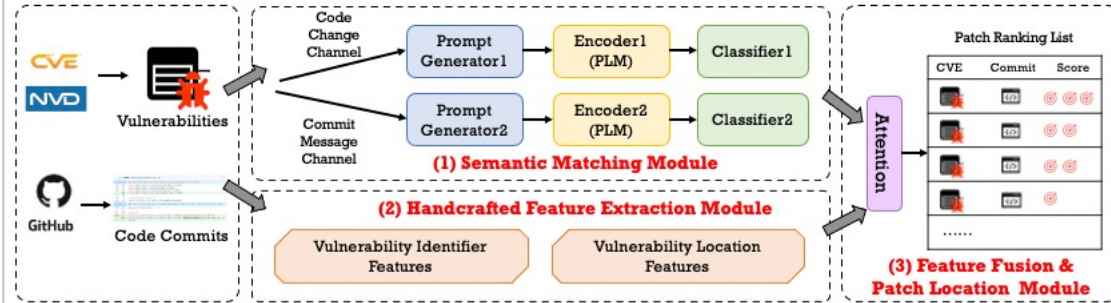 CVE
NVD
Vulnerabilities
GitHub
Code Commits
Code
Change
Channel
Prompt
Generator1
Encoder1
(PLM)
Classifier1
Commit
Message
Channel
Prompt
Generator2
Encoder2
(PLM)
Classifier2
(1) Semantic Matching Module
(2) Handcrafted Feature Extraction Module
Vulnerability Identifier
Features
Vulnerability Location
Features
Attention
Patch Ranking List
CVE Commit Score
......
(3) Feature Fusion &
Patch Location Module